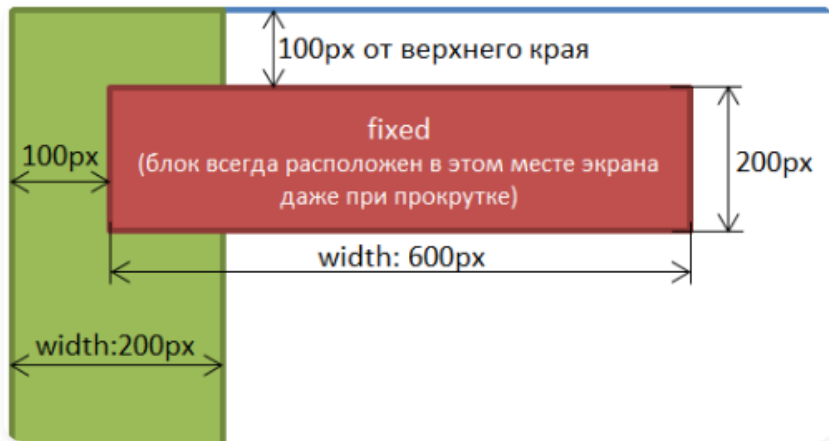 100px от верхнего края
fixed
(блок всегда расположен в этом месте экрана
даже при прокрутке)
100px
200px
width: 600px
width:200px